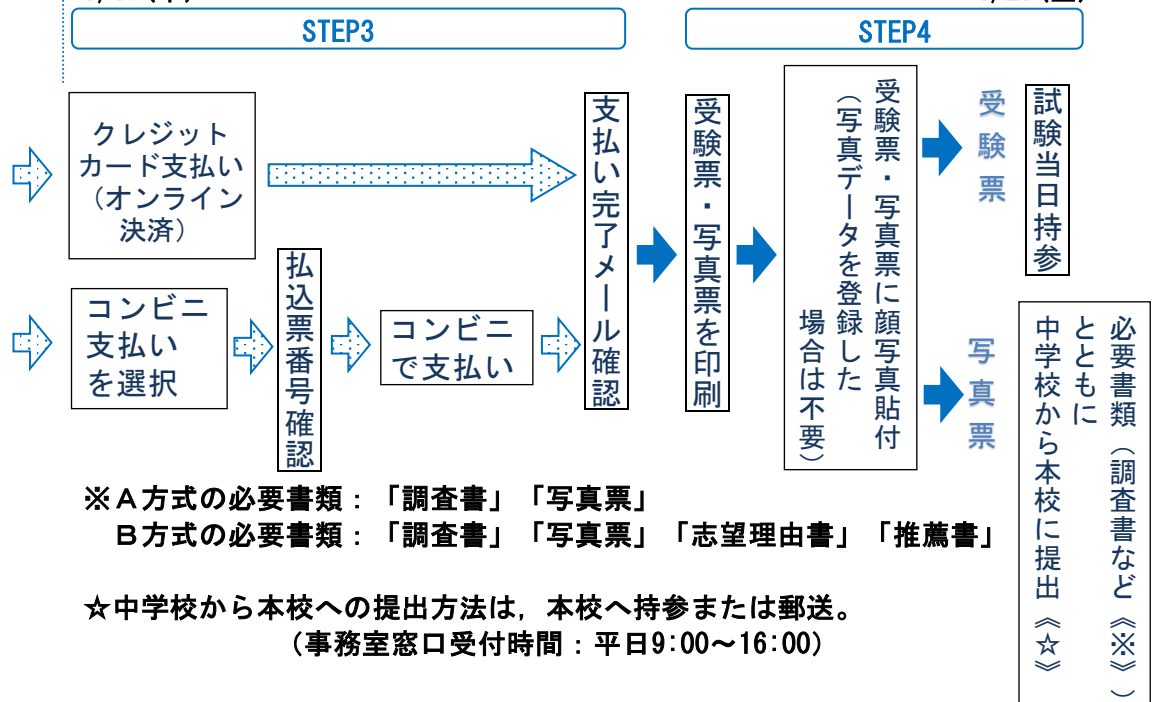 STEP3
STEP4
クレジット
カード支払い
(オンライン
決済)
コンビニ
支払い
を選択
払込票番号確認
コンビニ
で支払い
支払い完了メール確認
受験票・写真票を印刷
受験票・写真票に顔写真貼付
(写真データを登録した
場合は不要)
受験票
試験当日持参
写真票
必要書類(調査書など《※》)
とともに
中学校から本校に提出《☆》
※A方式の必要書類:「調査書」「写真票」
B方式の必要書類:「調査書」「写真票」「志望理由書」「推薦書」
☆中学校から本校への提出方法は,本校へ持参または郵送。
(事務室窓口受付時間:平日9:00~16:00)